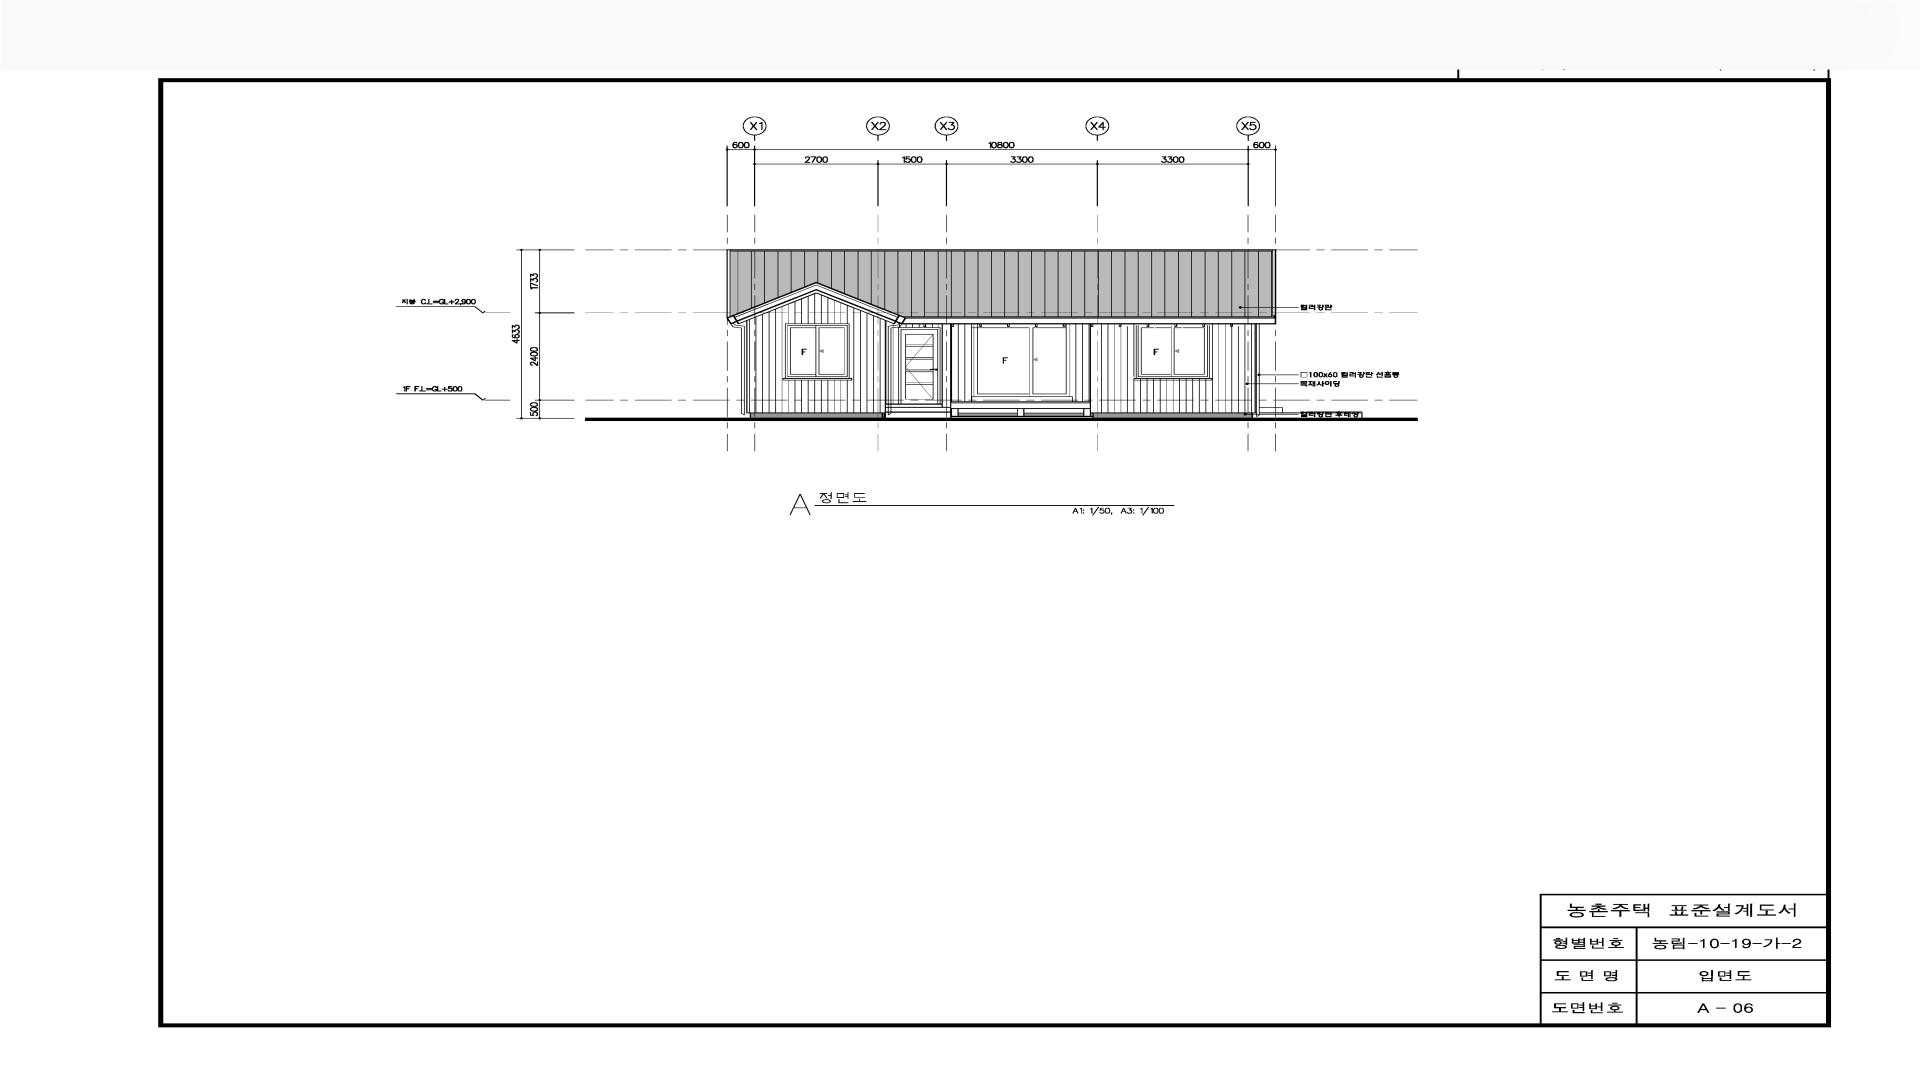 X1 X2 X3 X4 X5
600 10800 600
2700 1500 3300 3300
1733
4633
2400
500
지붕 C.L=GL+2,900
1F F.L=GL+500
F F F
컬러강판
□100x60 컬러강판 선홈통
목재사이딩
컬러강판 후레싱
A 정면도
A1: 1/50, A3: 1/100
농촌주택 표준설계도서
형별번호 농림-10-19-가-2
도 면 명 입면도
도면번호 A - 06